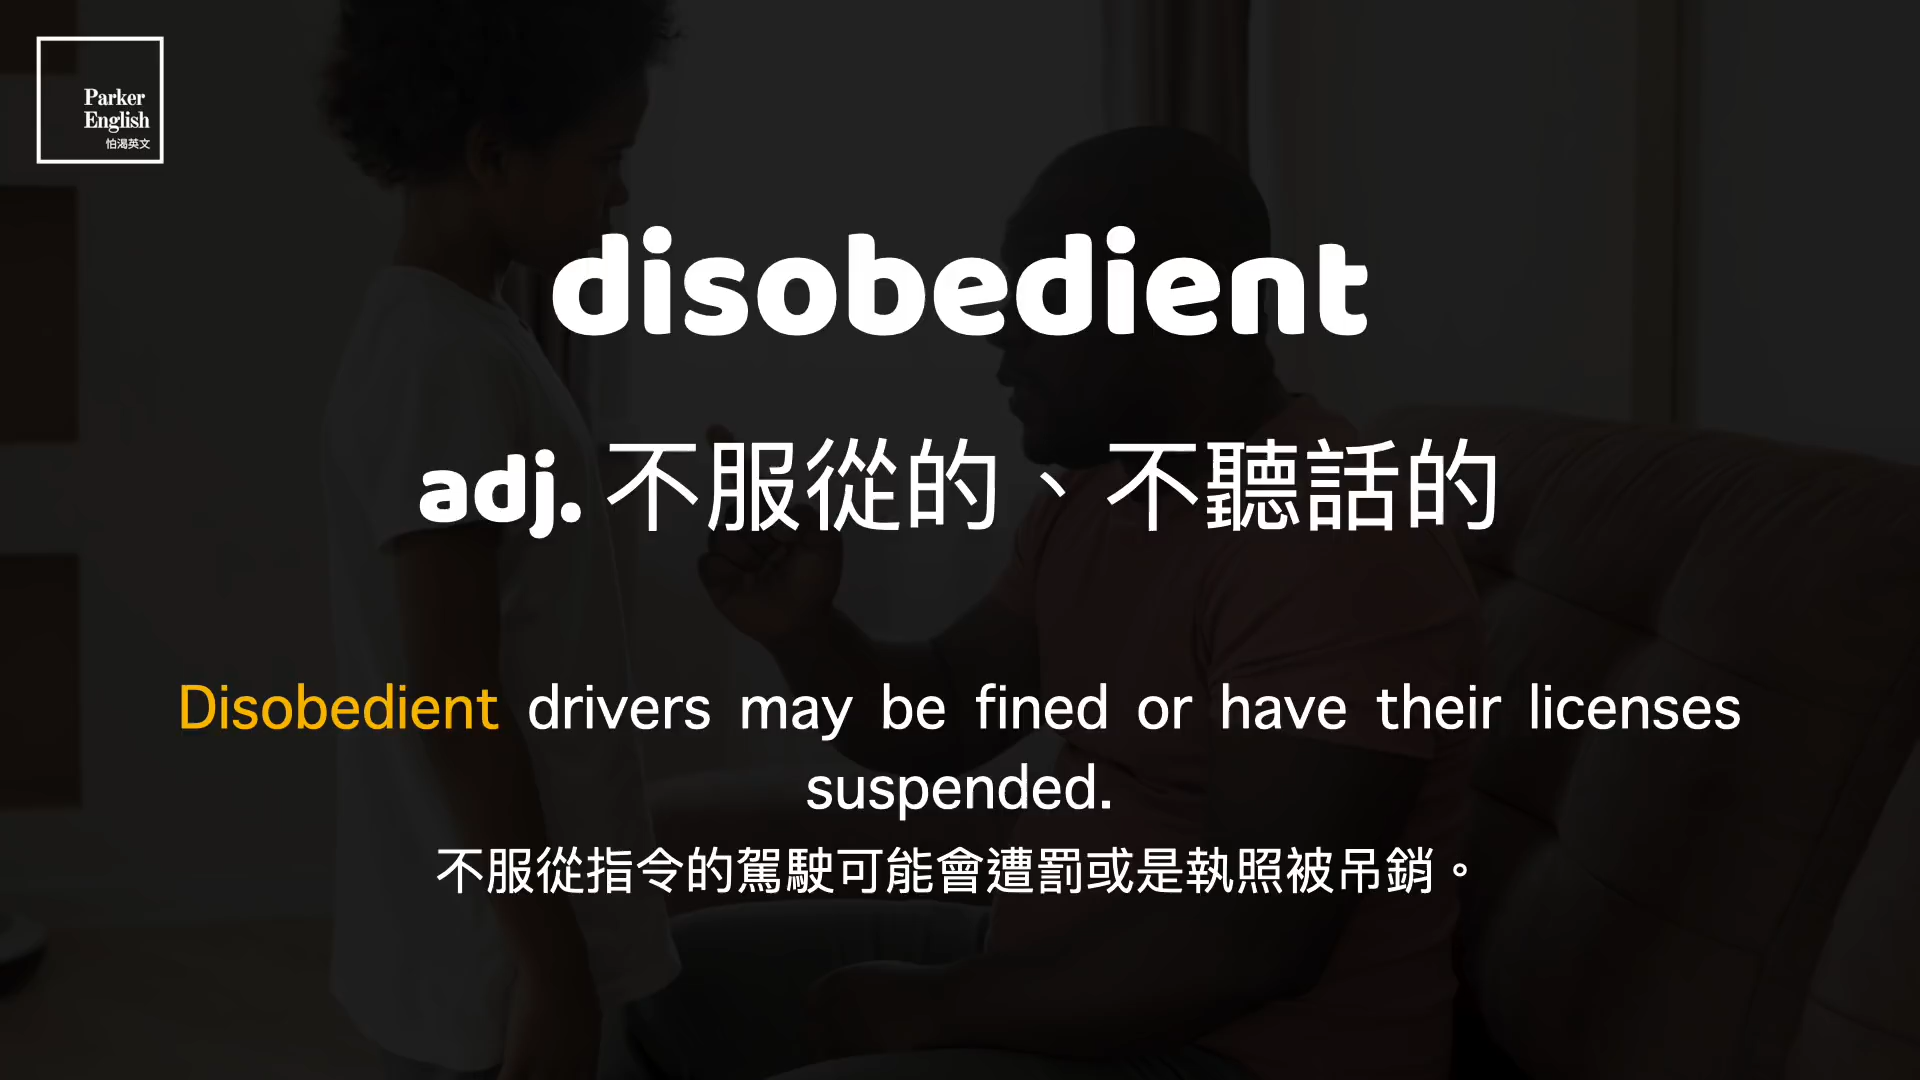 Parker
English
怕渴英文
disobedient
adj. 不服從的、不聽話的
Disobedient drivers may be fined or have their licenses
suspended.
不服從指令的駕駛可能會遭罰或是執照被吊銷。